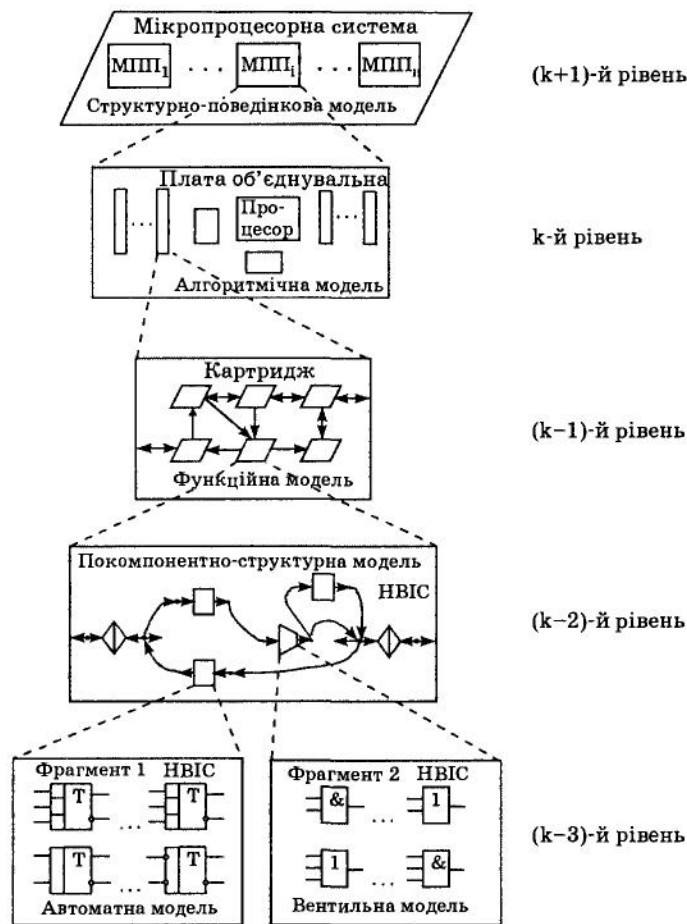 Мікропроцесорна система
МПП₁ . . . МППᵢ . . . МППₙ
Структурно-поведінкова модель
(k+1)-й рівень
Плата об’єднувальна
Про-
цесор
Алгоритмічна модель
k-й рівень
Картридж
Функційна модель
(k−1)-й рівень
Покомпонентно-структурна модель
НВІС
(k−2)-й рівень
Фрагмент 1 НВІС
T ... T
T ... T
Автоматна модель
Фрагмент 2 НВІС
& ... 1
1 ... &
Вентильна модель
(k−3)-й рівень